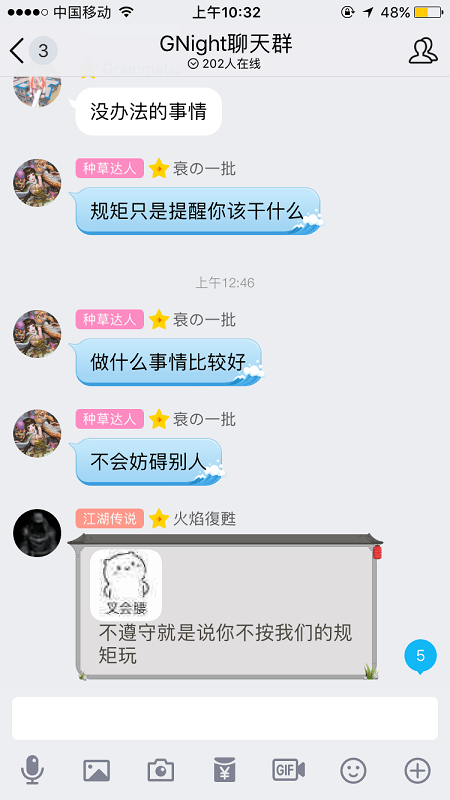 中国移动
上午10:32
48%
3
GNight聊天群
202人在线
没办法的事情
种草达人
衰の一批
规矩只是提醒你该干什么
上午12:46
种草达人
衰の一批
做什么事情比较好
种草达人
衰の一批
不会妨碍别人
江湖传说
火焰復甦
叉会腰
不遵守就是说你不按我们的规
矩玩
5
¥
GIF